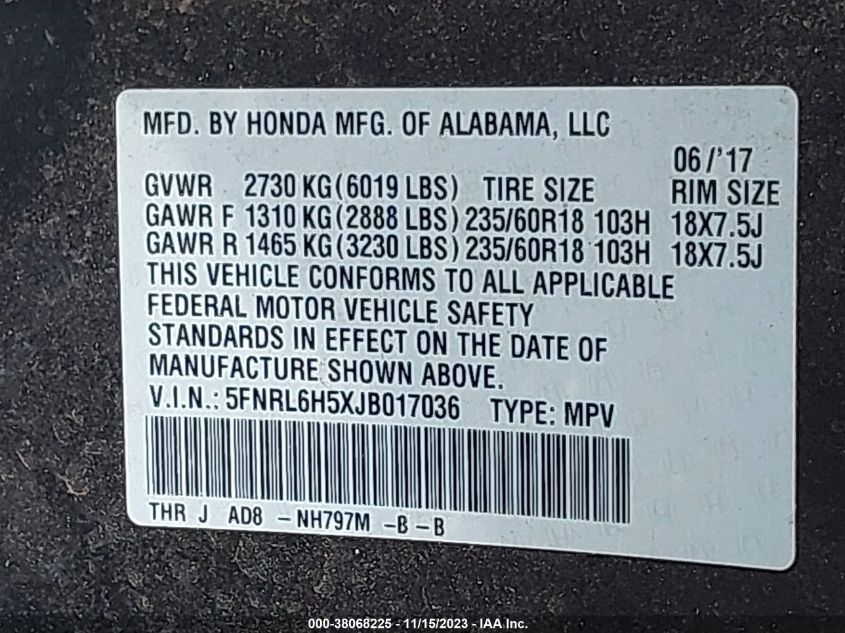 MFD. BY HONDA MFG. OF ALABAMA, LLC
06/'17
GVWR 2730 KG(6019 LBS) TIRE SIZE RIM SIZE
GAWR F 1310 KG(2888 LBS) 235/60R18 103H 18X7.5J
GAWR R 1465 KG(3230 LBS) 235/60R18 103H 18X7.5J
THIS VEHICLE CONFORMS TO ALL APPLICABLE
FEDERAL MOTOR VEHICLE SAFETY
STANDARDS IN EFFECT ON THE DATE OF
MANUFACTURE SHOWN ABOVE.
V.I.N.: 5FNRL6H5XJB017036 TYPE: MPV
THR J AD8 -NH797M -B-B
000-38068225 - 11/15/2023 - IAA Inc.